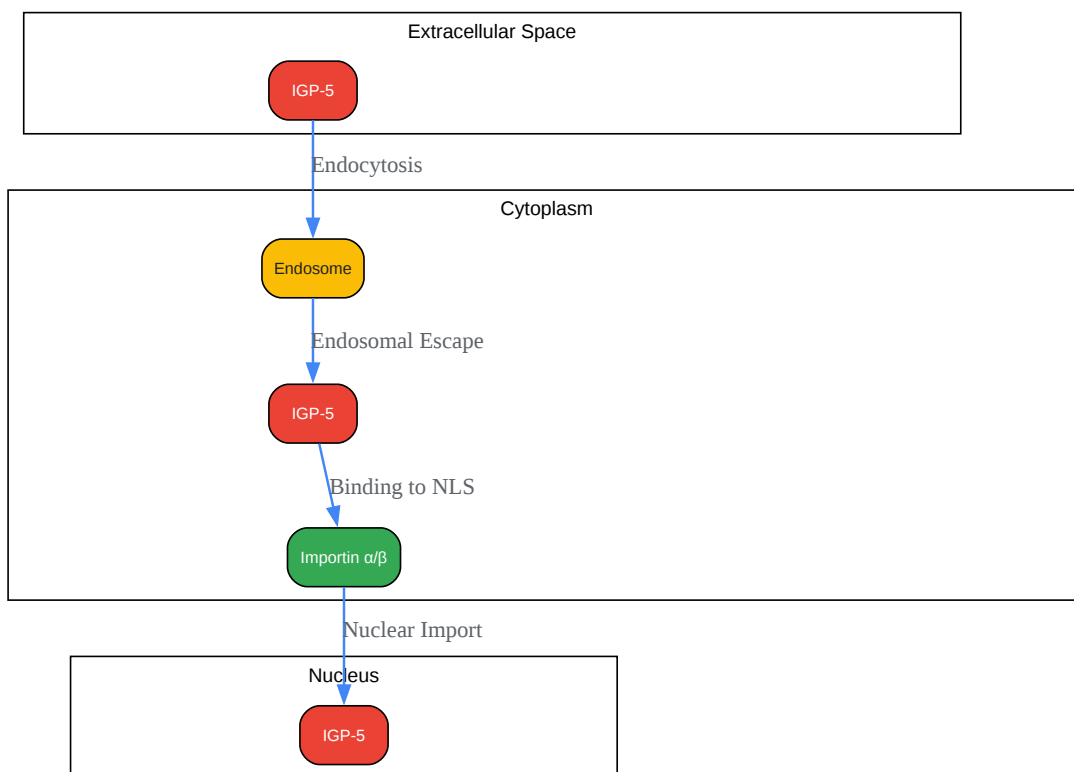 Extracellular Space
IGP-5
Endocytosis
Cytoplasm
Endosome
Endosomal Escape
IGP-5
Binding to NLS
Importin α/β
Nuclear Import
Nucleus
IGP-5